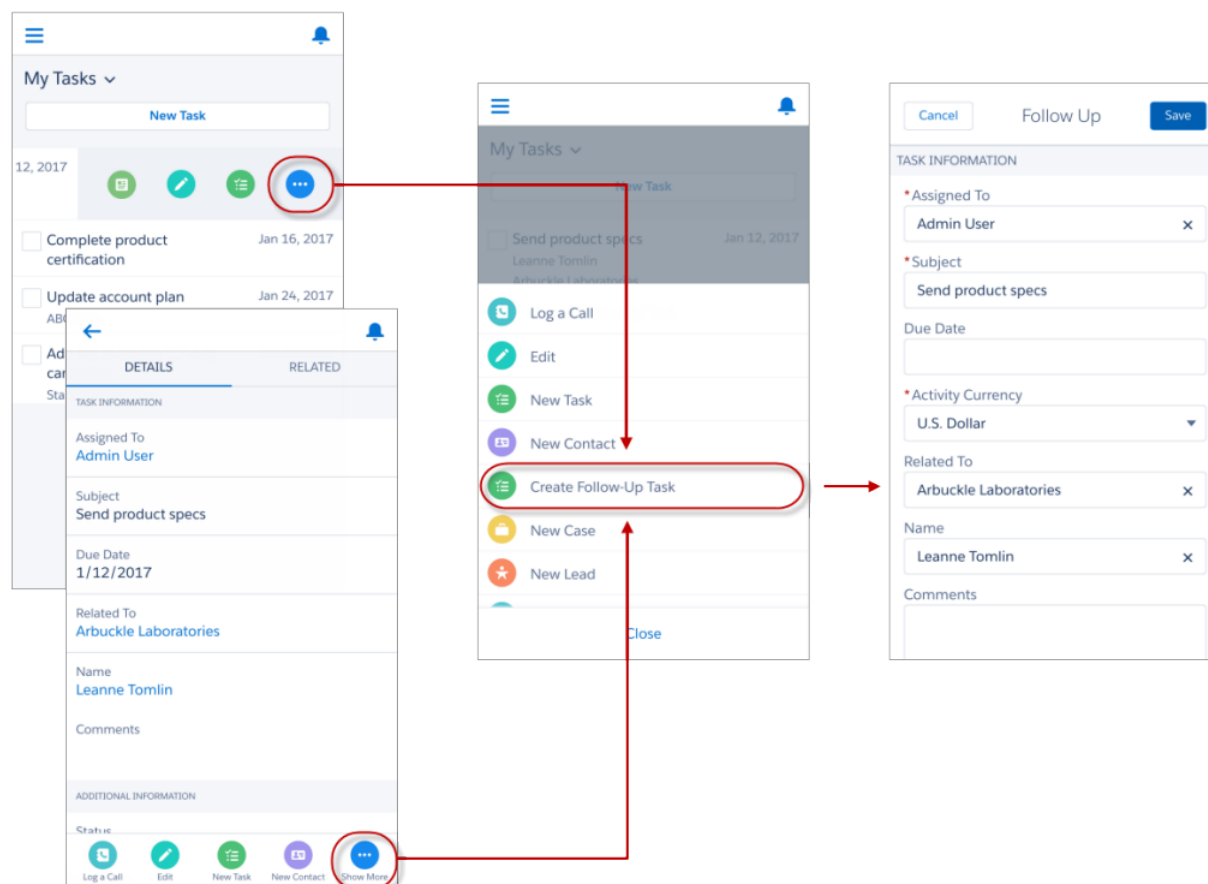 My Tasks
New Task
12, 2017
Complete product certification
Jan 16, 2017
Update account plan
Jan 24, 2017
DETAILS
RELATED
TASK INFORMATION
Assigned To
Admin User
Subject
Send product specs
Due Date
1/12/2017
Related To
Arbuckle Laboratories
Name
Leanne Tomlin
Comments
ADDITIONAL INFORMATION
Status
Log a Call
Edit
New Task
New Contact
Show More
My Tasks
New Task
Send product specs
Jan 12, 2017
Leanne Tomlin
Arbuckle Laboratories
Log a Call
Edit
New Task
New Contact
Create Follow-Up Task
New Case
New Lead
Close
Cancel
Follow Up
Save
TASK INFORMATION
*Assigned To
Admin User
*Subject
Send product specs
Due Date
*Activity Currency
U.S. Dollar
Related To
Arbuckle Laboratories
Name
Leanne Tomlin
Comments